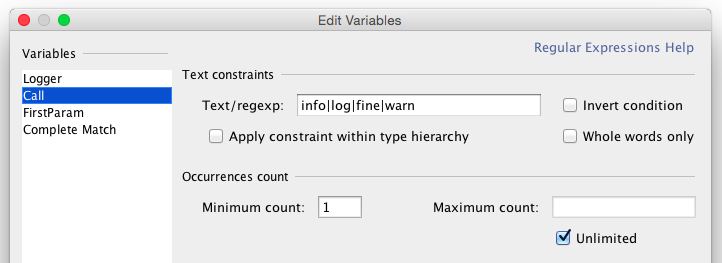 Edit Variables
Variables
Regular Expressions Help
Logger
Call
FirstParam
Complete Match
Text constraints
Text/regexp: info|log|fine|warn Invert condition
Apply constraint within type hierarchy Whole words only
Occurrences count
Minimum count: 1 Maximum count:
Unlimited